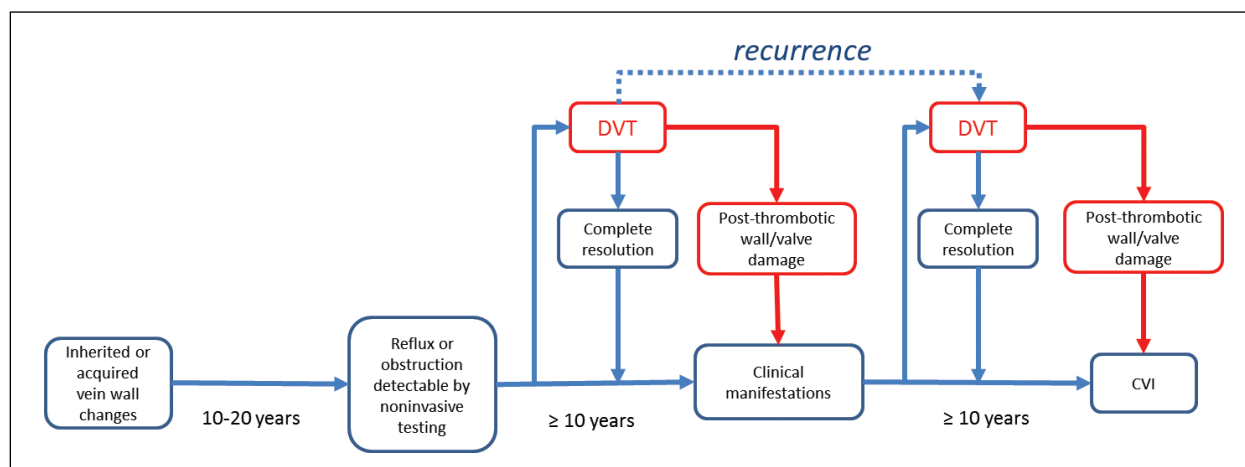 recurrence
DVT
DVT
Complete
resolution
Post-thrombotic
wall/valve
damage
Complete
resolution
Post-thrombotic
wall/valve
damage
Inherited or
acquired
vein wall
changes
10-20 years
Reflux or
obstruction
detectable by
noninvasive
testing
≥ 10 years
Clinical
manifestations
≥ 10 years
CVI